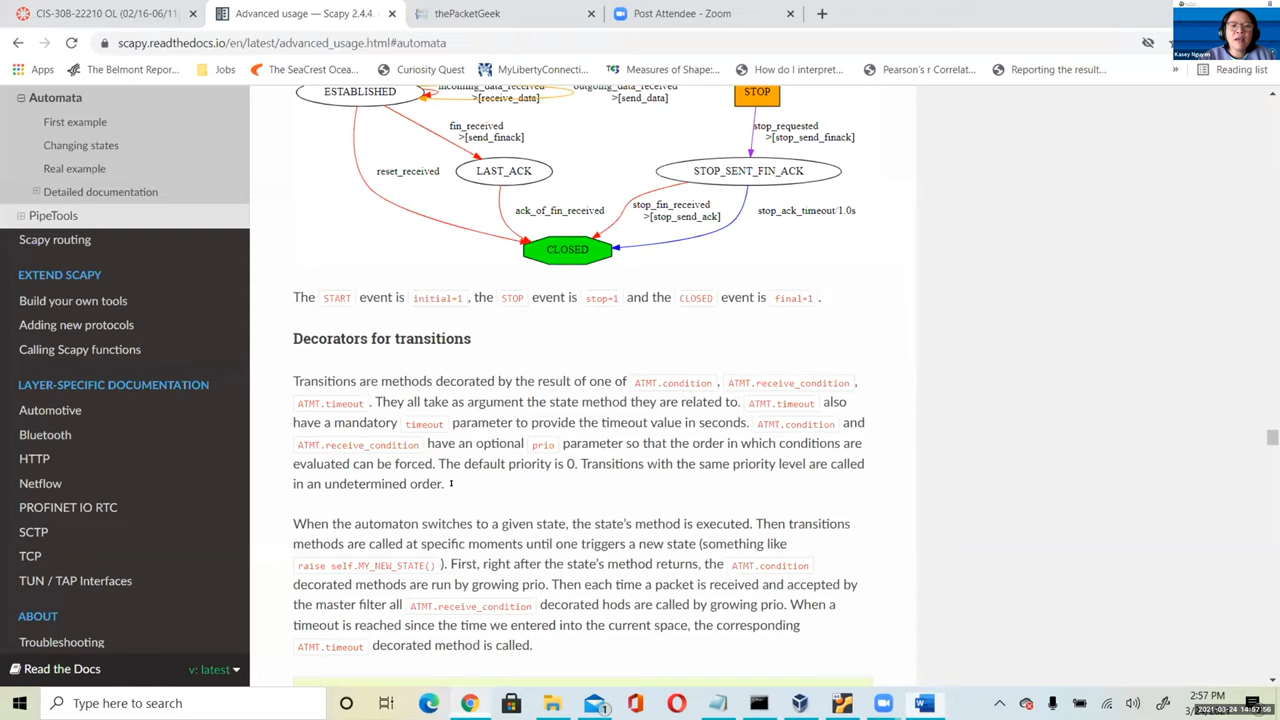 CIS-30B-22210 OL (02/16-06/11
Advanced usage — Scapy 2.4.4.
thePacketGeek
Post Attendee - Zoom
scapy.readthedocs.io/en/latest/advanced_usage.html#automata
Kasey Nguyen
Apps
The Belmont Repor...
Jobs
The SeaCrest Ocea...
Curiosity Quest
MyLibertyConnecti...
Measures of Shape:...
How do I interpret...
Pearson's (Correlat...
Reporting the result...
Reading list
Automata
First example
Changing states
Real example
Detailed documentation
PipeTools
Scapy routing
EXTEND SCAPY
Build your own tools
Adding new protocols
Calling Scapy functions
LAYER-SPECIFIC DOCUMENTATION
Automotive
Bluetooth
HTTP
Netflow
PROFINET IO RTC
SCTP
TCP
TUN / TAP Interfaces
ABOUT
Troubleshooting
Read the Docs
v: latest
ESTABLISHED
incoming_data_received
>[receive_data]
outgoing_data_received
>[send_data]
STOP
fin_received
>[send_finack]
stop_requested
>[stop_send_finack]
reset_received
LAST_ACK
STOP_SENT_FIN_ACK
ack_of_fin_received
stop_fin_received
>[stop_send_ack]
stop_ack_timeout/1.0s
CLOSED
The START event is initial=1, the STOP event is stop=1 and the CLOSED event is final=1.
Decorators for transitions
Transitions are methods decorated by the result of one of ATMT.condition, ATMT.receive_condition,
ATMT.timeout. They all take as argument the state method they are related to. ATMT.timeout also
have a mandatory timeout parameter to provide the timeout value in seconds. ATMT.condition and
ATMT.receive_condition have an optional prio parameter so that the order in which conditions are
evaluated can be forced. The default priority is 0. Transitions with the same priority level are called
in an undetermined order.
When the automaton switches to a given state, the state's method is executed. Then transitions
methods are called at specific moments until one triggers a new state (something like
raise self.MY_NEW_STATE() ). First, right after the state's method returns, the ATMT.condition
decorated methods are run by growing prio. Then each time a packet is received and accepted by
the master filter all ATMT.receive_condition decorated hods are called by growing prio. When a
timeout is reached since the time we entered into the current space, the corresponding
ATMT.timeout decorated method is called.
Type here to search
2:57 PM
2021-03-24 14:57:56